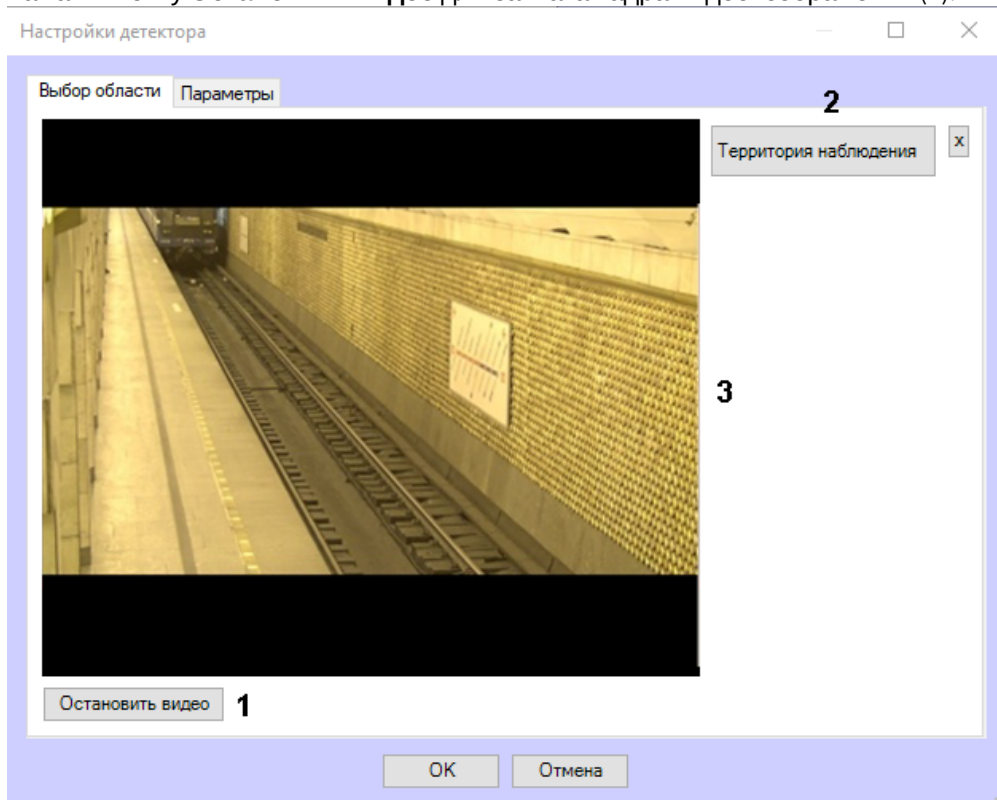 Настройки детектора
Выбор области Параметры
2
Территория наблюдения x
3
Остановить видео 1
OK Отмена